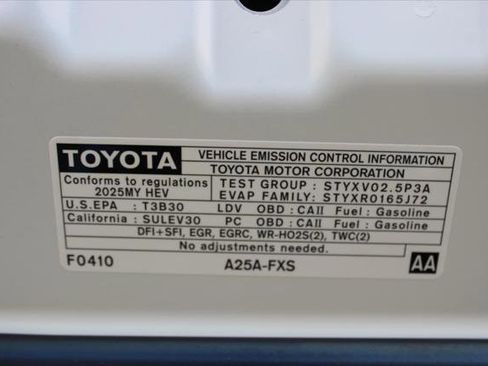 TOYOTA
VEHICLE EMISSION CONTROL INFORMATION
TOYOTA MOTOR CORPORATION
Conforms to regulations
2025MY HEV
TEST GROUP : STYXV02.5P3A
EVAP FAMILY: STYXR0165J72
U.S.EPA : T3B30 LDV OBD : CAII Fuel : Gasoline
California : SULEV30 PC OBD : CAII Fuel : Gasoline
DFI+SFI, EGR, EGRC, WR-HO2S(2), TWC(2)
No adjustments needed.
F0410 A25A-FXS AA